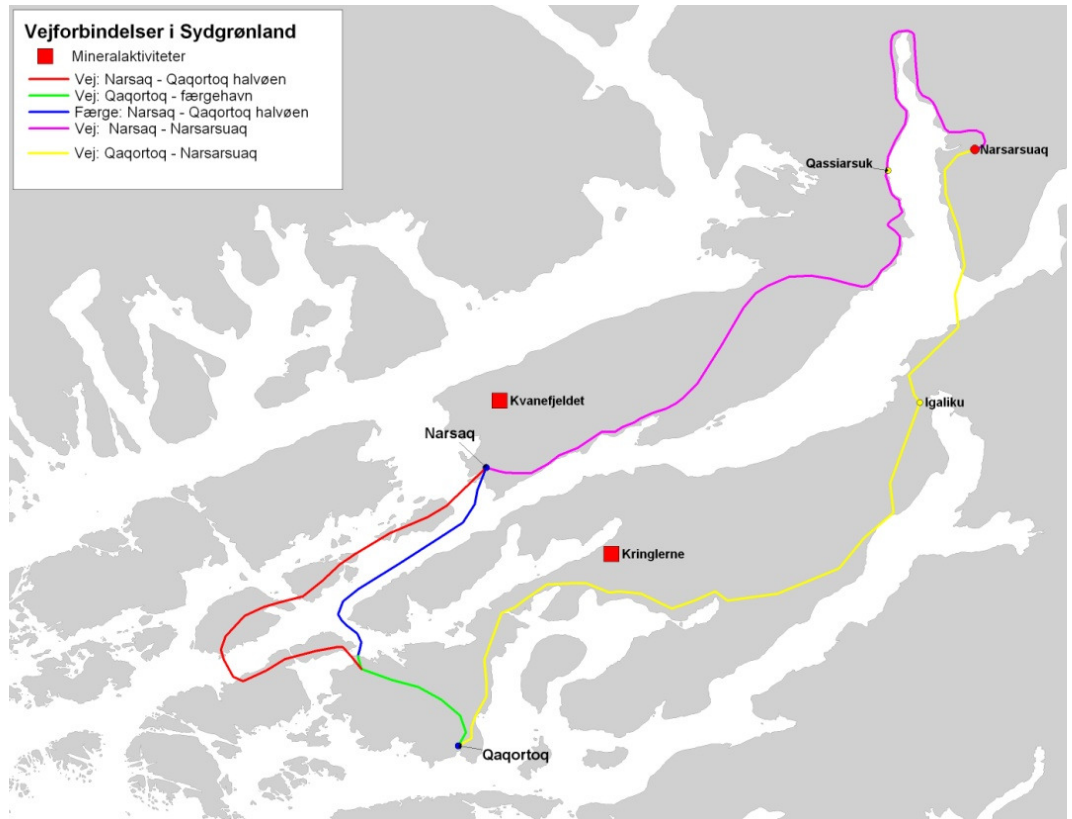 Vejforbindelser i Sydgrønland
Mineralaktiviteter
Vej: Narsaq - Qaqortoq halvøen
Vej: Qaqortoq - færgehavn
Færge: Narsaq - Qaqortoq halvøen
Vej: Narsaq - Narsarsuaq
Vej: Qaqortoq - Narsarsuaq
Narsarsuaq
Qassiarsuk
Kvanefjeldet
Igaliku
Narsaq
Kringlerne
Qaqortoq